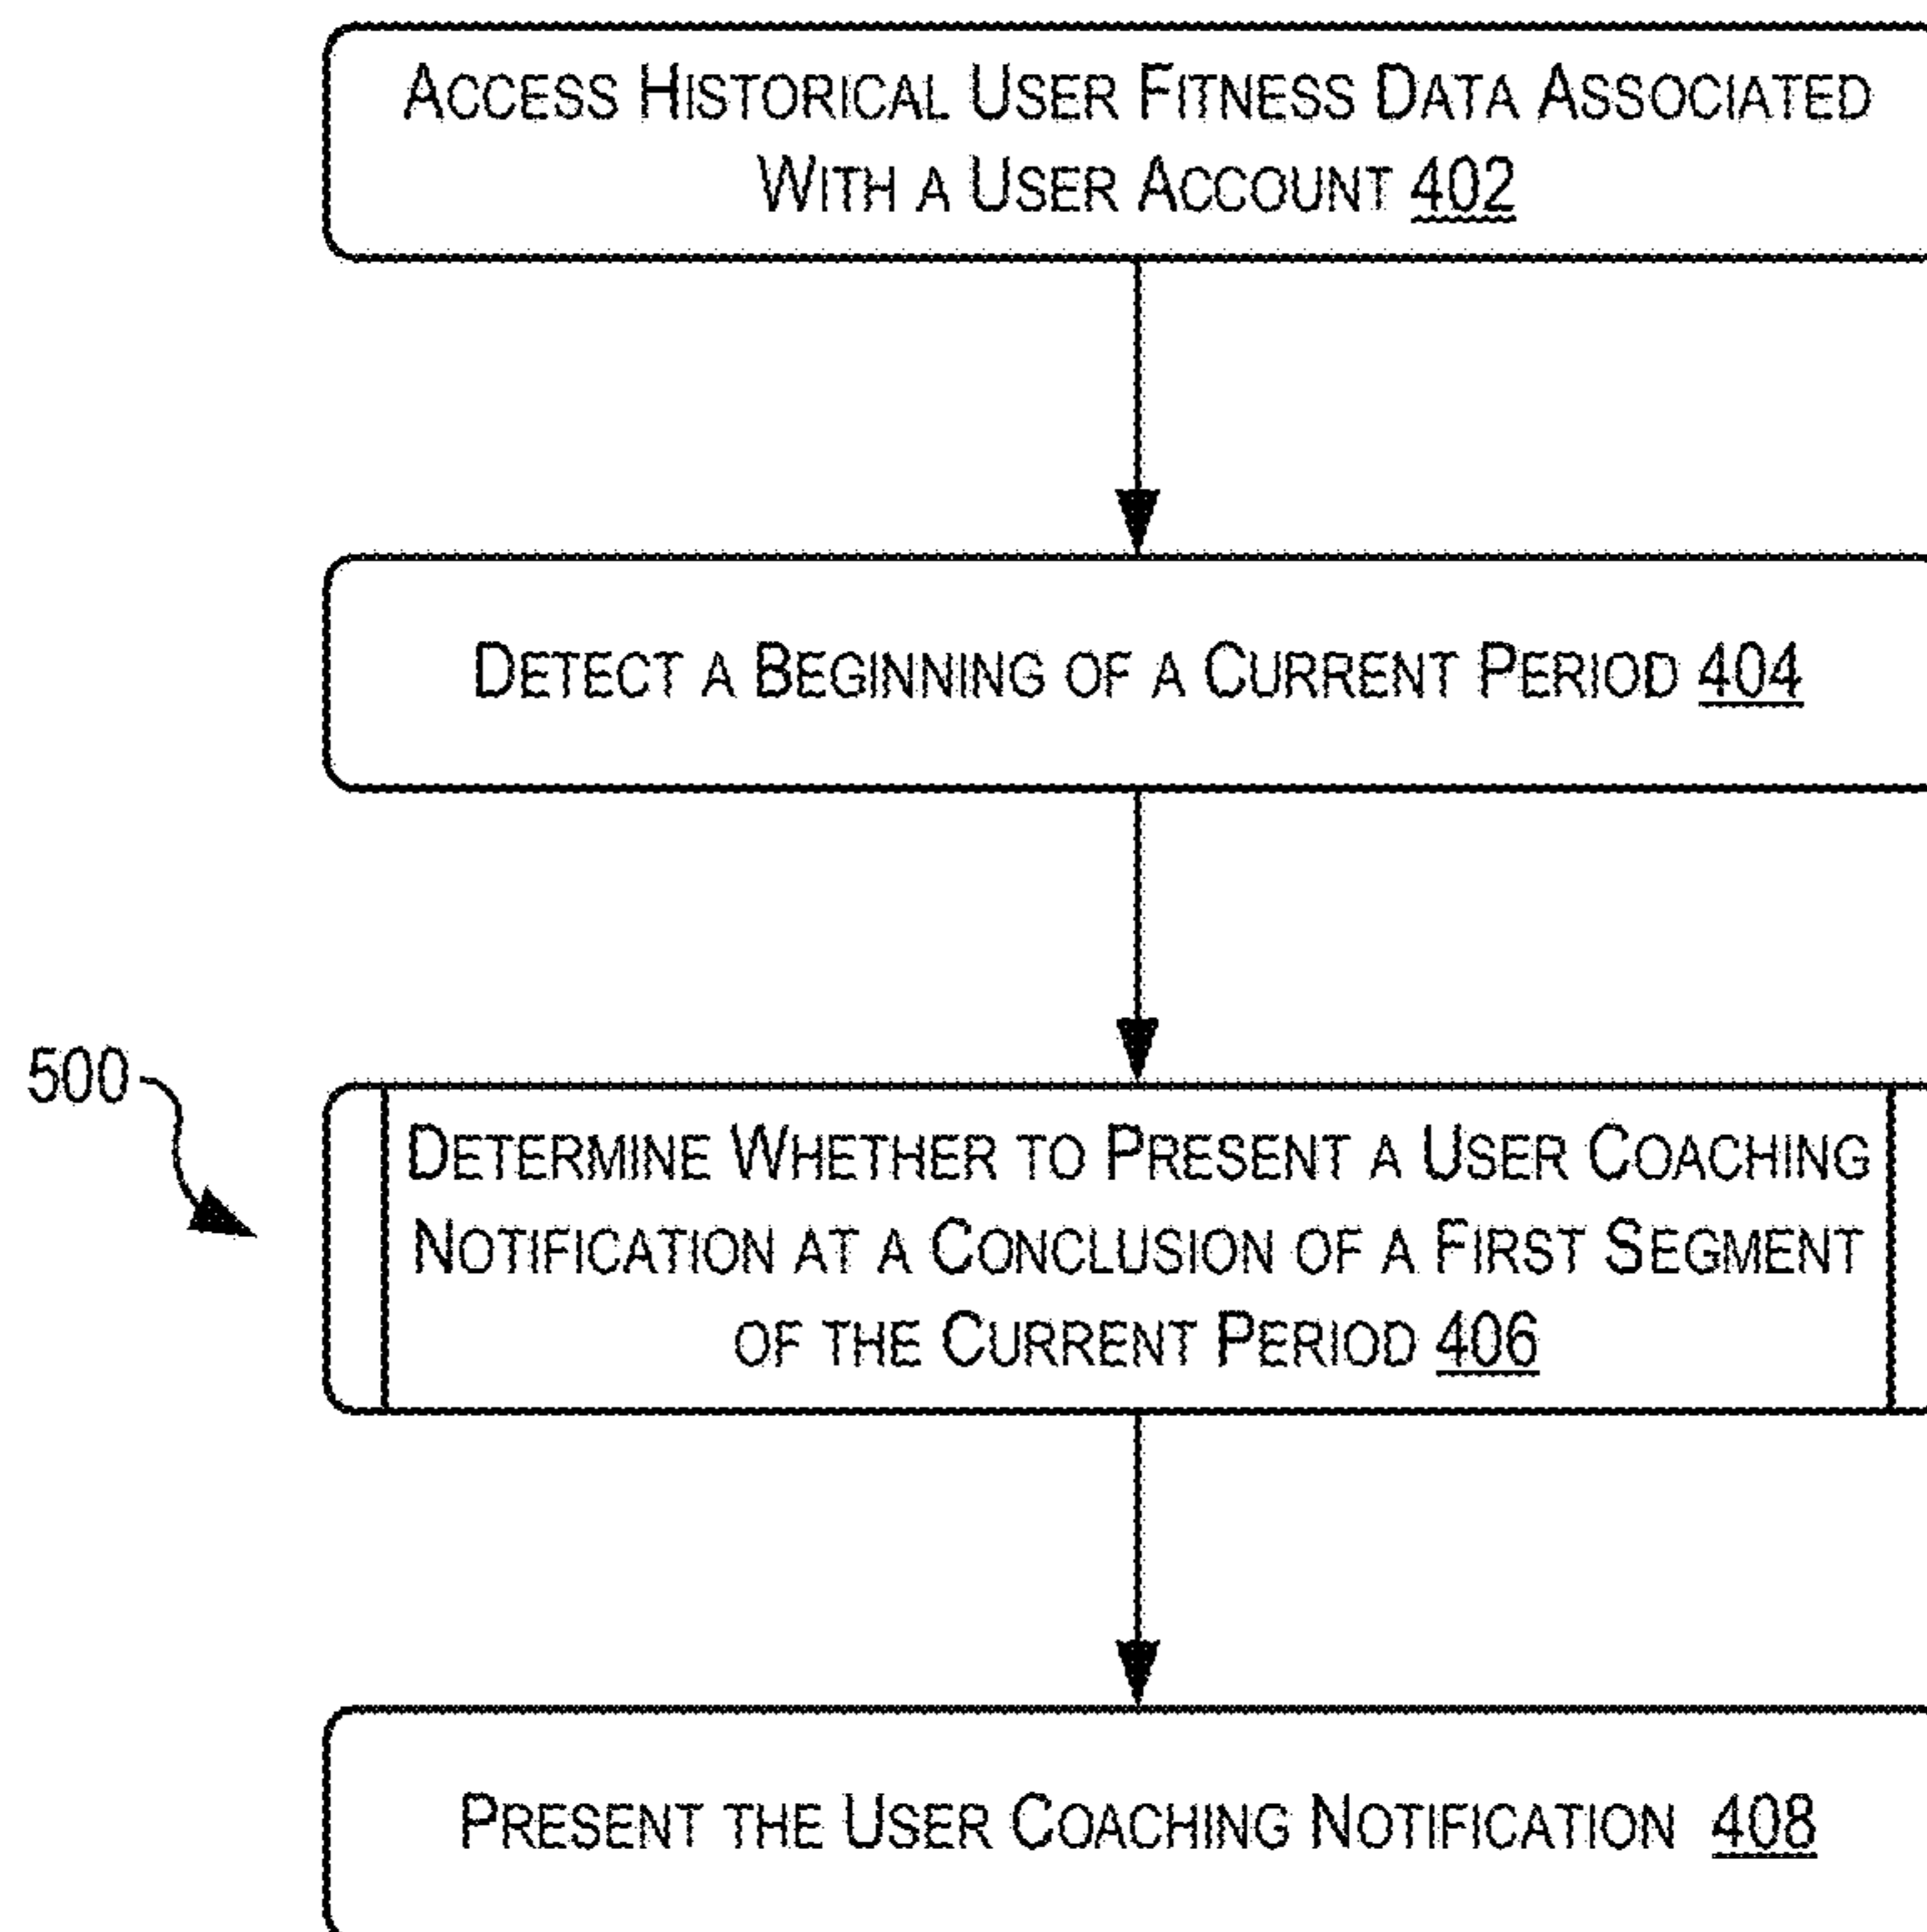 ACCESS HISTORICAL USER FITNESS DATA ASSOCIATED
WITH A USER ACCOUNT 402
DETECT A BEGINNING OF A CURRENT PERIOD 404
500
DETERMINE WHETHER TO PRESENT A USER COACHING
NOTIFICATION AT A CONCLUSION OF A FIRST SEGMENT
OF THE CURRENT PERIOD 406
PRESENT THE USER COACHING NOTIFICATION 408